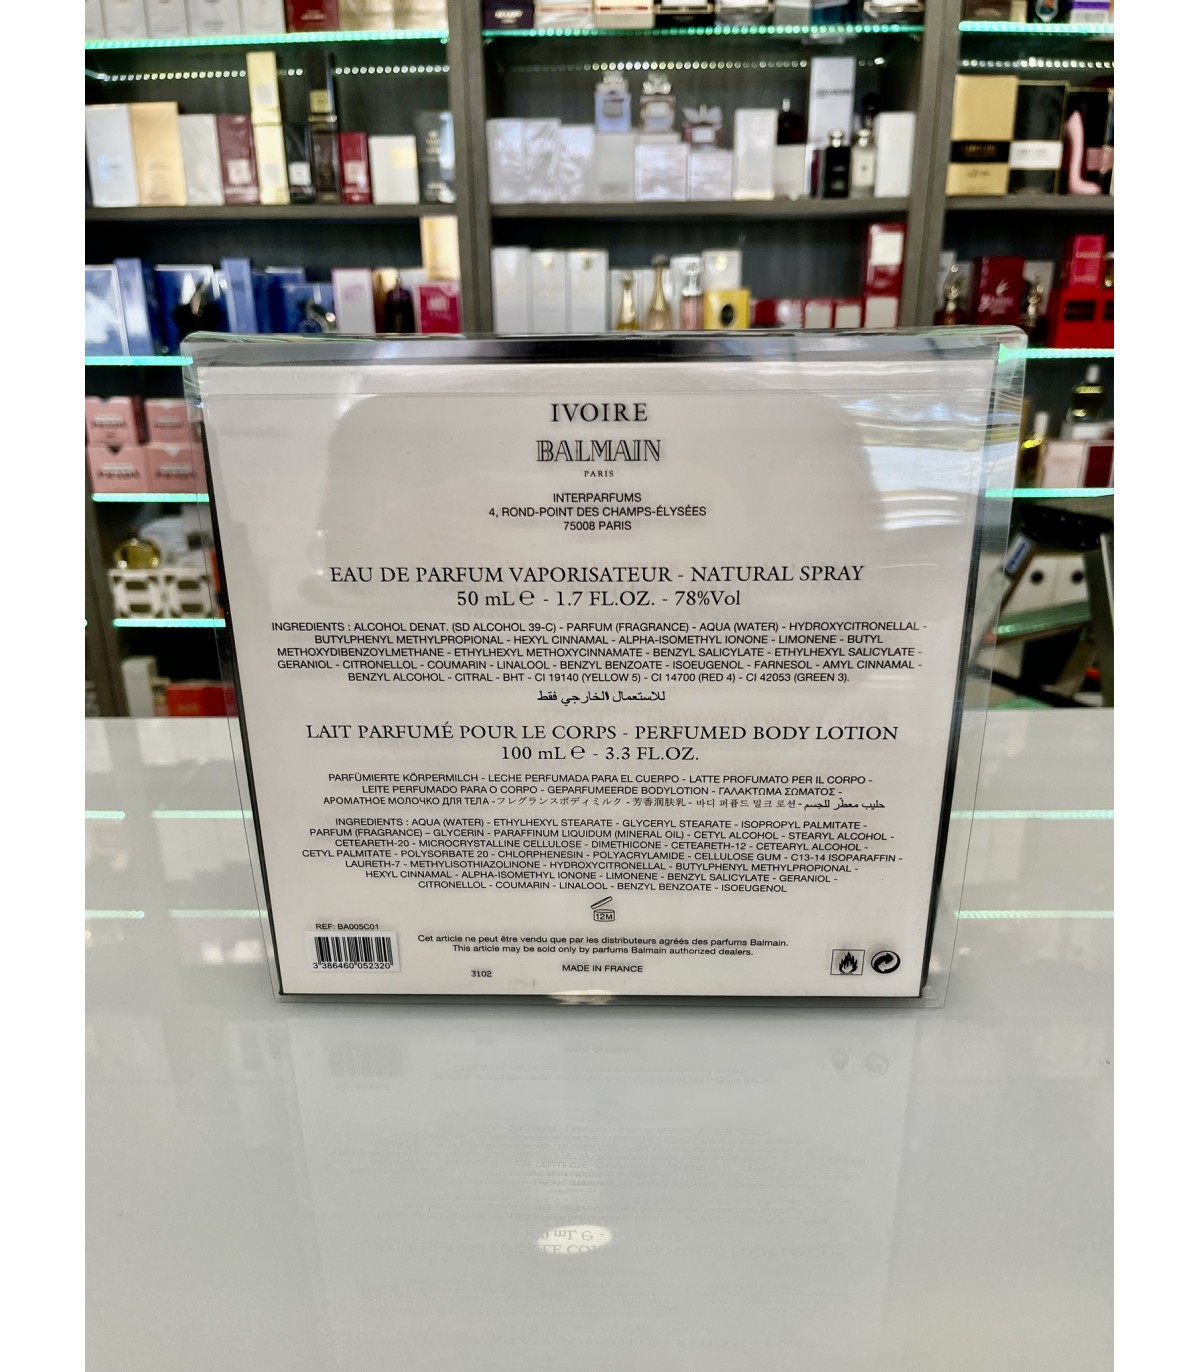 IVOIRE
BALMAIN
PARIS
INTERPARFUMS
4, ROND-POINT DES CHAMPS-ÉLYSÉES
75008 PARIS
EAU DE PARFUM VAPORISATEUR - NATURAL SPRAY
50 mL ℮ - 1.7 FL.OZ. - 78%Vol
INGREDIENTS : ALCOHOL DENAT. (SD ALCOHOL 39-C) - PARFUM (FRAGRANCE) - AQUA (WATER) - HYDROXYCITRONELLAL -
BUTYLPHENYL METHYLPROPIONAL - HEXYL CINNAMAL - ALPHA-ISOMETHYL IONONE - LIMONENE - BUTYL
METHOXYDIBENZOYLMETHANE - ETHYLHEXYL METHOXYCINNAMATE - BENZYL SALICYLATE - ETHYLHEXYL SALICYLATE -
GERANIOL - CITRONELLOL - COUMARIN - LINALOOL - BENZYL BENZOATE - ISOEUGENOL - FARNESOL - AMYL CINNAMAL -
BENZYL ALCOHOL - CITRAL - BHT - CI 19140 (YELLOW 5) - CI 14700 (RED 4) - CI 42053 (GREEN 3).
للاستعمال الخارجي فقط
LAIT PARFUMÉ POUR LE CORPS - PERFUMED BODY LOTION
100 mL ℮ - 3.3 FL.OZ.
PARFÜMIERTE KÖRPERMILCH - LECHE PERFUMADA PARA EL CUERPO - LATTE PROFUMATO PER IL CORPO -
LEITE PERFUMADO PARA O CORPO - GEPARFUMEERDE BODYLOTION - ΓΑΛΑΚΤΩΜΑ ΣΩΜΑΤΟΣ -
АРОМАТНОЕ МОЛОЧКО ДЛЯ ТЕЛА - フレグランスボディミルク - 芳香润肤乳 - 바디 퍼퓸드 밀크 로션 - حليب معطّر للجسم
INGREDIENTS : AQUA (WATER) - ETHYLHEXYL STEARATE - GLYCERYL STEARATE - ISOPROPYL PALMITATE -
PARFUM (FRAGRANCE) – GLYCERIN - PARAFFINUM LIQUIDUM (MINERAL OIL) - CETYL ALCOHOL - STEARYL ALCOHOL -
CETEARETH-20 - MICROCRYSTALLINE CELLULOSE - DIMETHICONE - CETEARETH-12 - CETEARYL ALCOHOL -
CETYL PALMITATE - POLYSORBATE 20 - CHLORPHENESIN - POLYACRYLAMIDE - CELLULOSE GUM - C13-14 ISOPARAFFIN -
LAURETH-7 - METHYLISOTHIAZOLINONE - HYDROXYCITRONELLAL - BUTYLPHENYL METHYLPROPIONAL -
HEXYL CINNAMAL - ALPHA-ISOMETHYL IONONE - LIMONENE - BENZYL SALICYLATE - GERANIOL -
CITRONELLOL - COUMARIN - LINALOOL - BENZYL BENZOATE - ISOEUGENOL
12M
REF: BA005C01
3 386460 052320
Cet article ne peut être vendu que par les distributeurs agréés des parfums Balmain.
This article may be sold only by parfums Balmain authorized dealers.
3102
MADE IN FRANCE